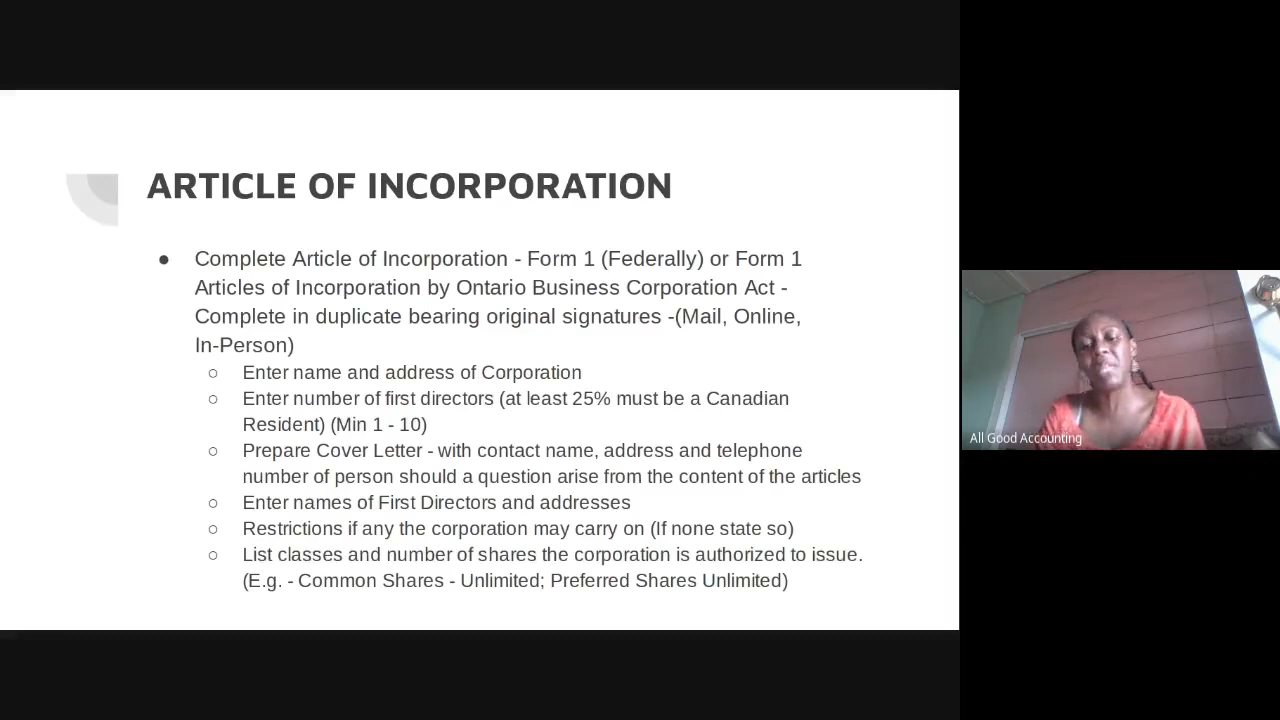 ARTICLE OF INCORPORATION
● Complete Article of Incorporation - Form 1 (Federally) or Form 1
Articles of Incorporation by Ontario Business Corporation Act -
Complete in duplicate bearing original signatures -(Mail, Online,
In-Person)
○ Enter name and address of Corporation
○ Enter number of first directors (at least 25% must be a Canadian
Resident) (Min 1 - 10)
○ Prepare Cover Letter - with contact name, address and telephone
number of person should a question arise from the content of the articles
○ Enter names of First Directors and addresses
○ Restrictions if any the corporation may carry on (If none state so)
○ List classes and number of shares the corporation is authorized to issue.
(E.g. - Common Shares - Unlimited; Preferred Shares Unlimited)
All Good Accounting